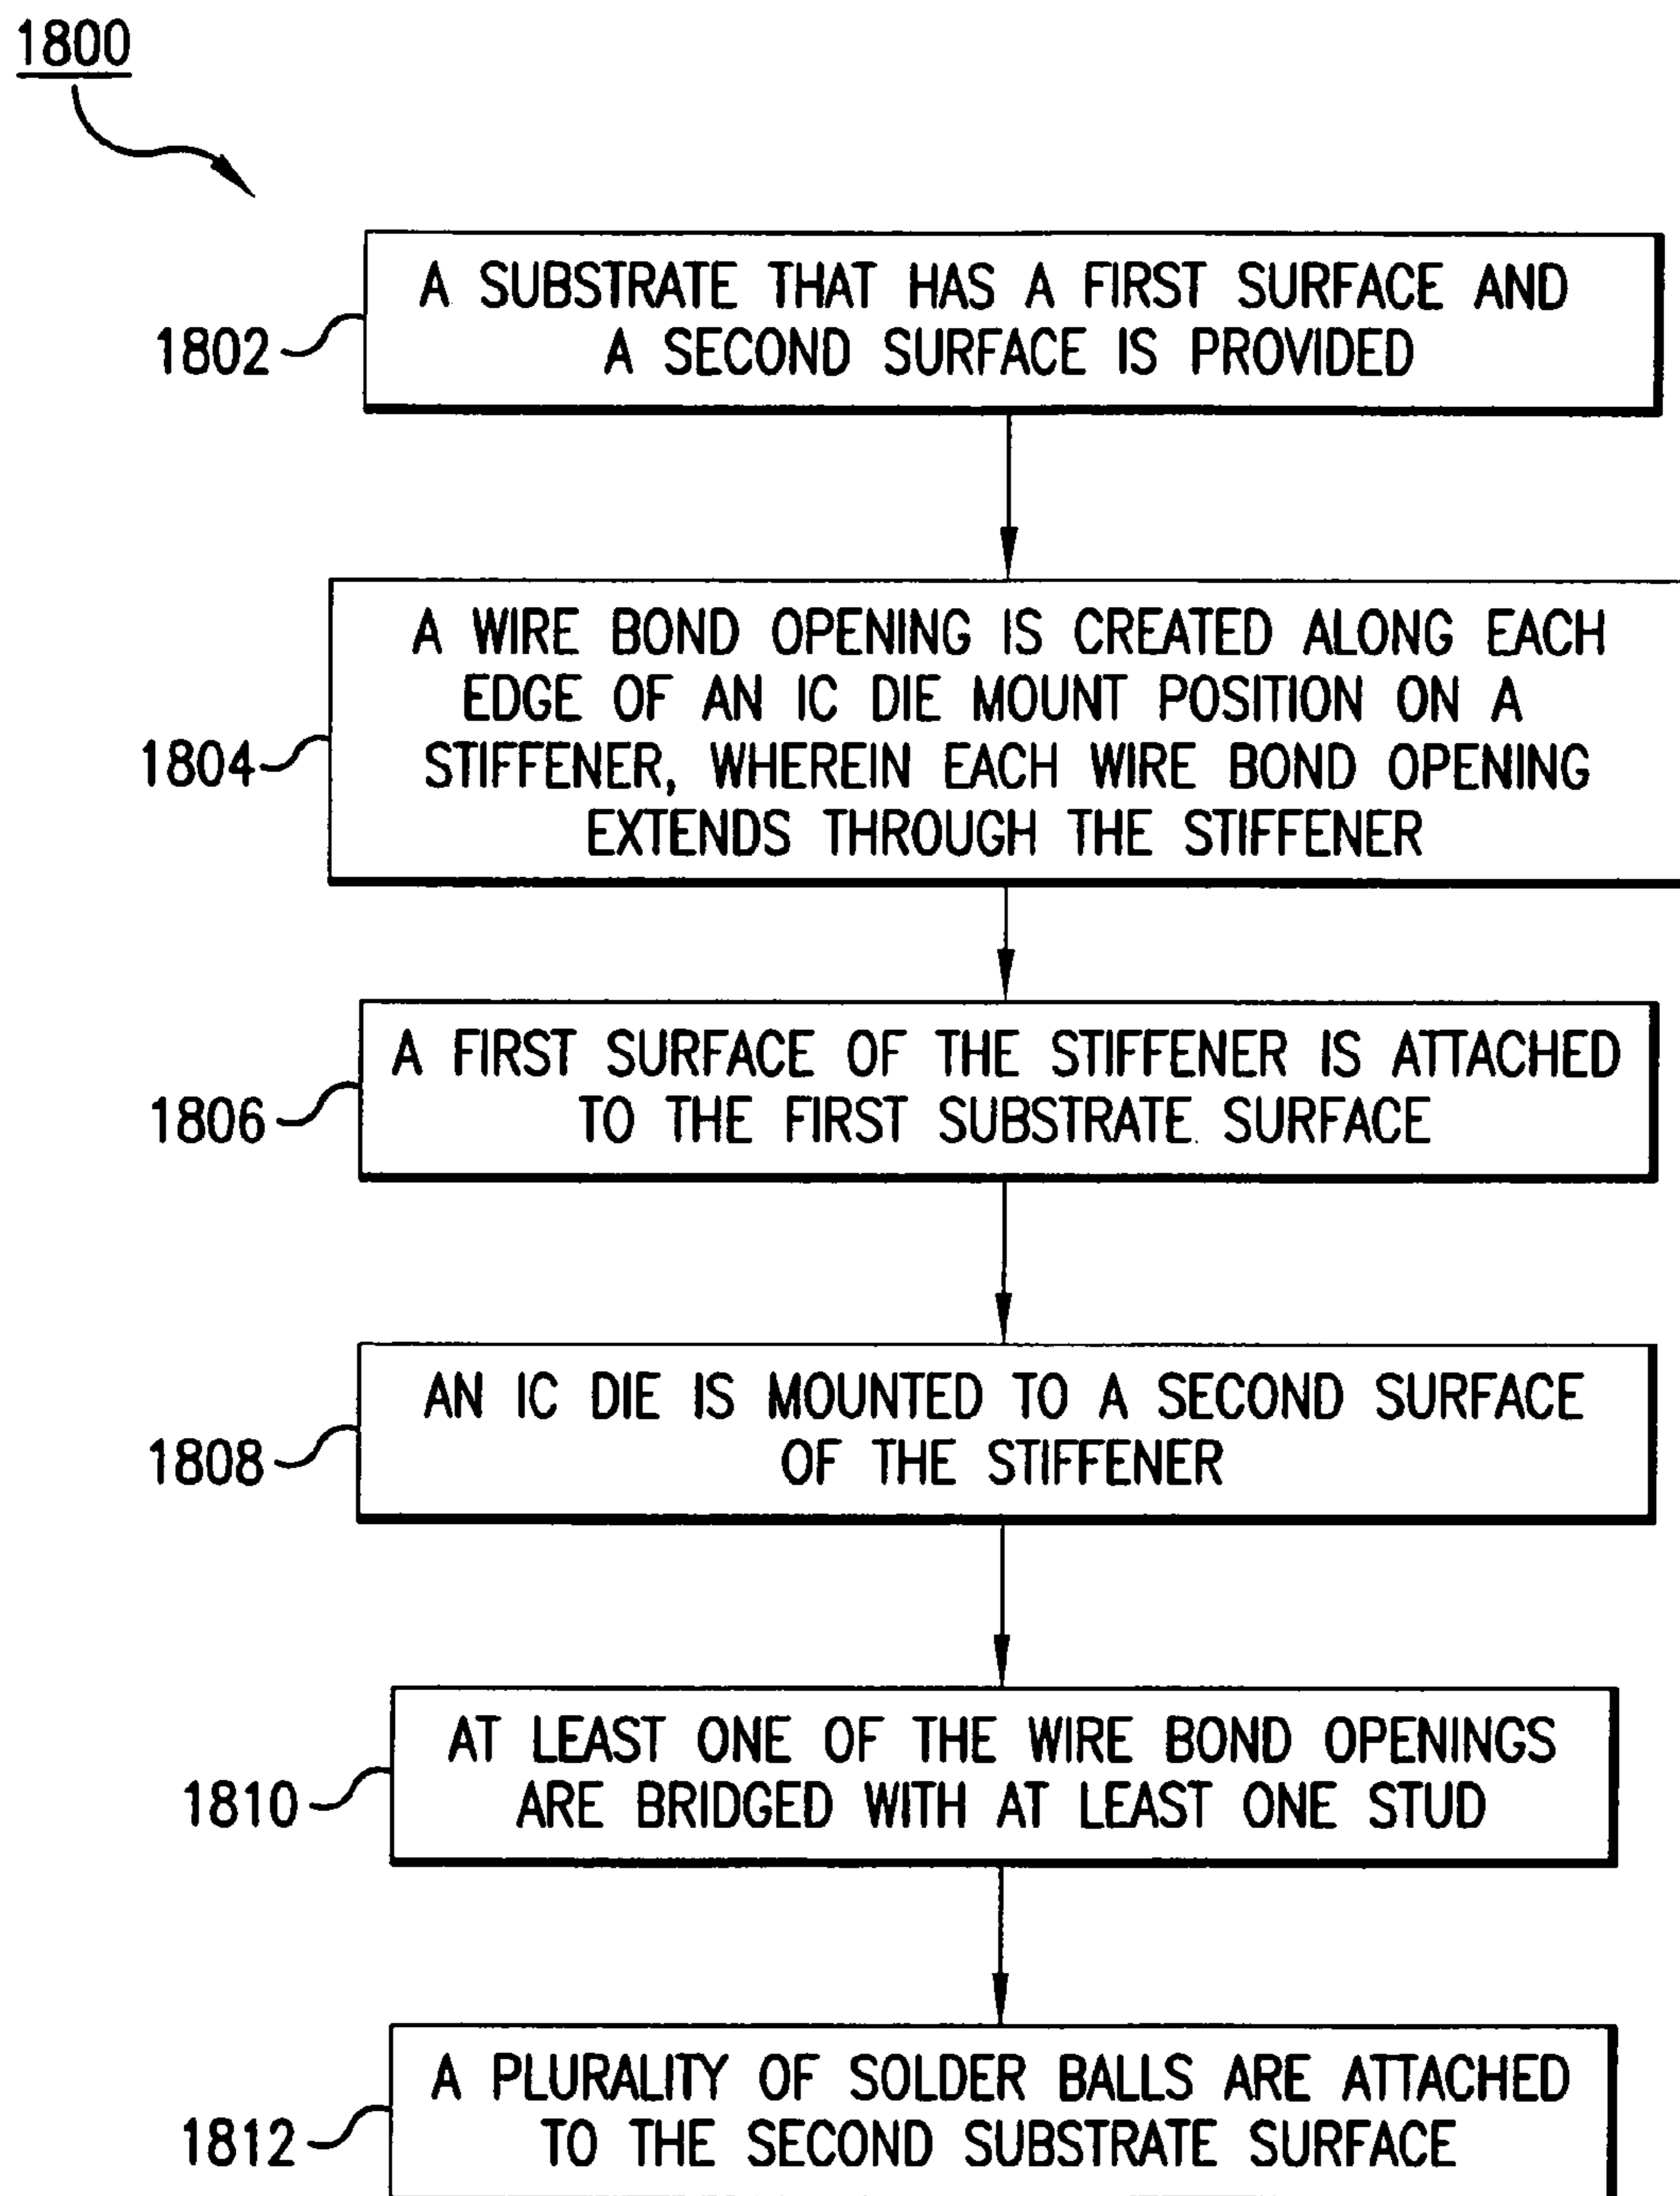 1800
A SUBSTRATE THAT HAS A FIRST SURFACE AND
A SECOND SURFACE IS PROVIDED
1802
A WIRE BOND OPENING IS CREATED ALONG EACH
EDGE OF AN IC DIE MOUNT POSITION ON A
STIFFENER, WHEREIN EACH WIRE BOND OPENING
EXTENDS THROUGH THE STIFFENER
1804
A FIRST SURFACE OF THE STIFFENER IS ATTACHED
TO THE FIRST SUBSTRATE SURFACE
1806
AN IC DIE IS MOUNTED TO A SECOND SURFACE
OF THE STIFFENER
1808
AT LEAST ONE OF THE WIRE BOND OPENINGS
ARE BRIDGED WITH AT LEAST ONE STUD
1810
A PLURALITY OF SOLDER BALLS ARE ATTACHED
TO THE SECOND SUBSTRATE SURFACE
1812